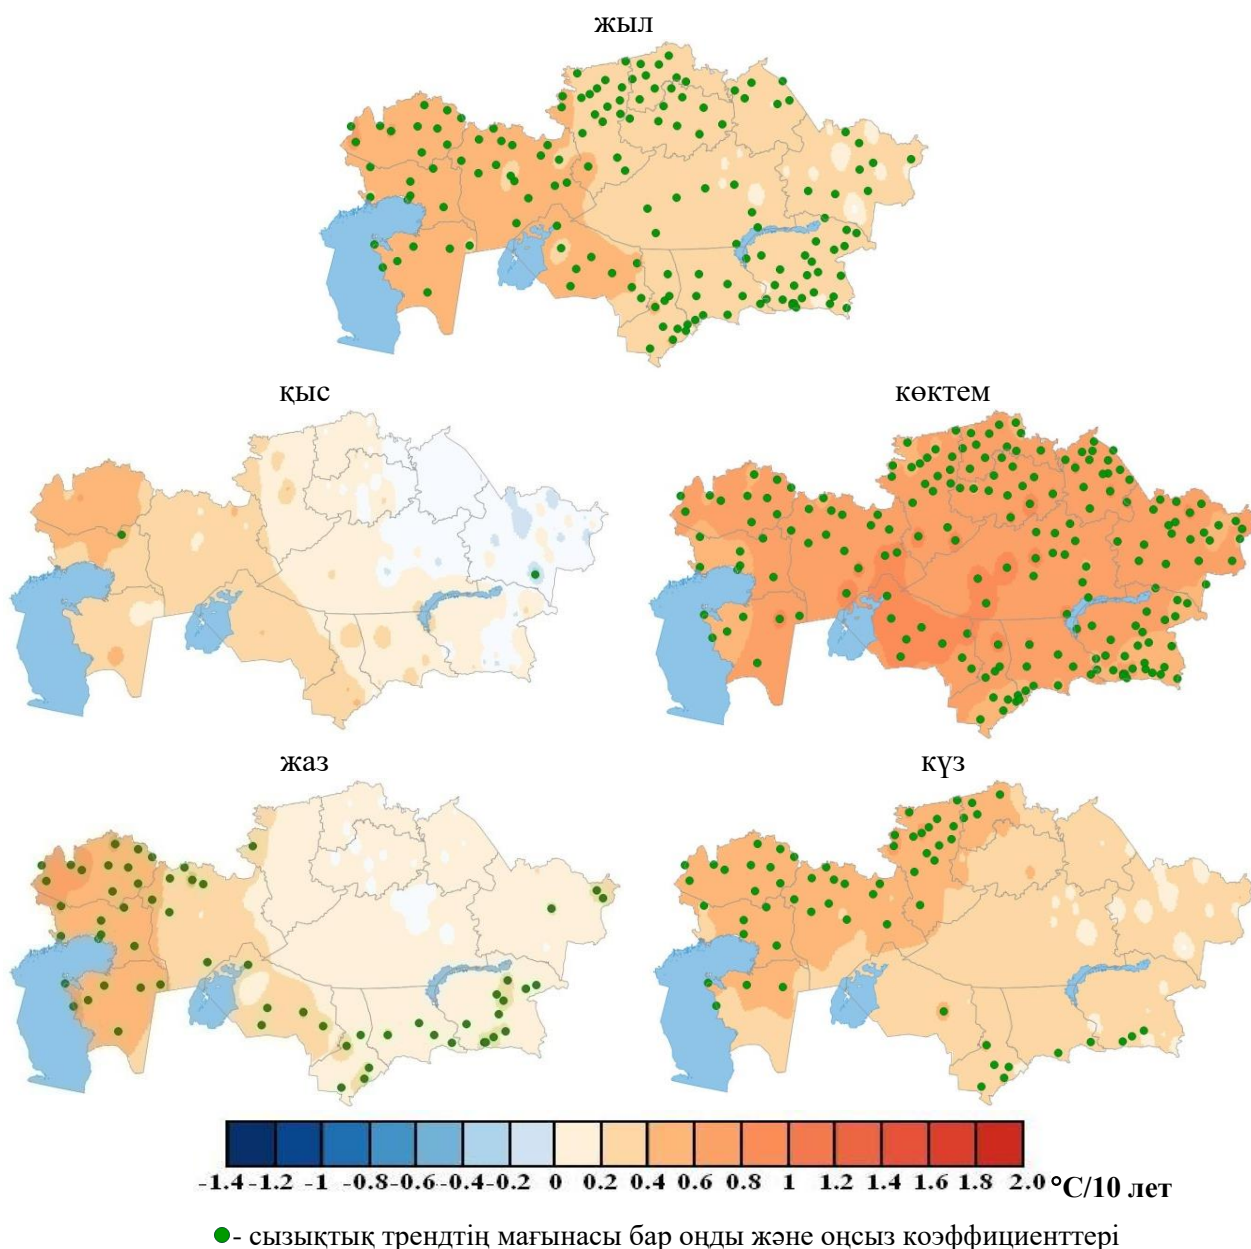 жыл
қыс
көктем
жаз
күз
-1.4 -1.2 -1 -0.8 -0.6 -0.4 -0.2 0 0.2 0.4 0.6 0.8 1 1.2 1.4 1.6 1.8 2.0 °С/10 лет
- сызықтық трендтің мағынасы бар оңды және оңсыз коэффициенттері